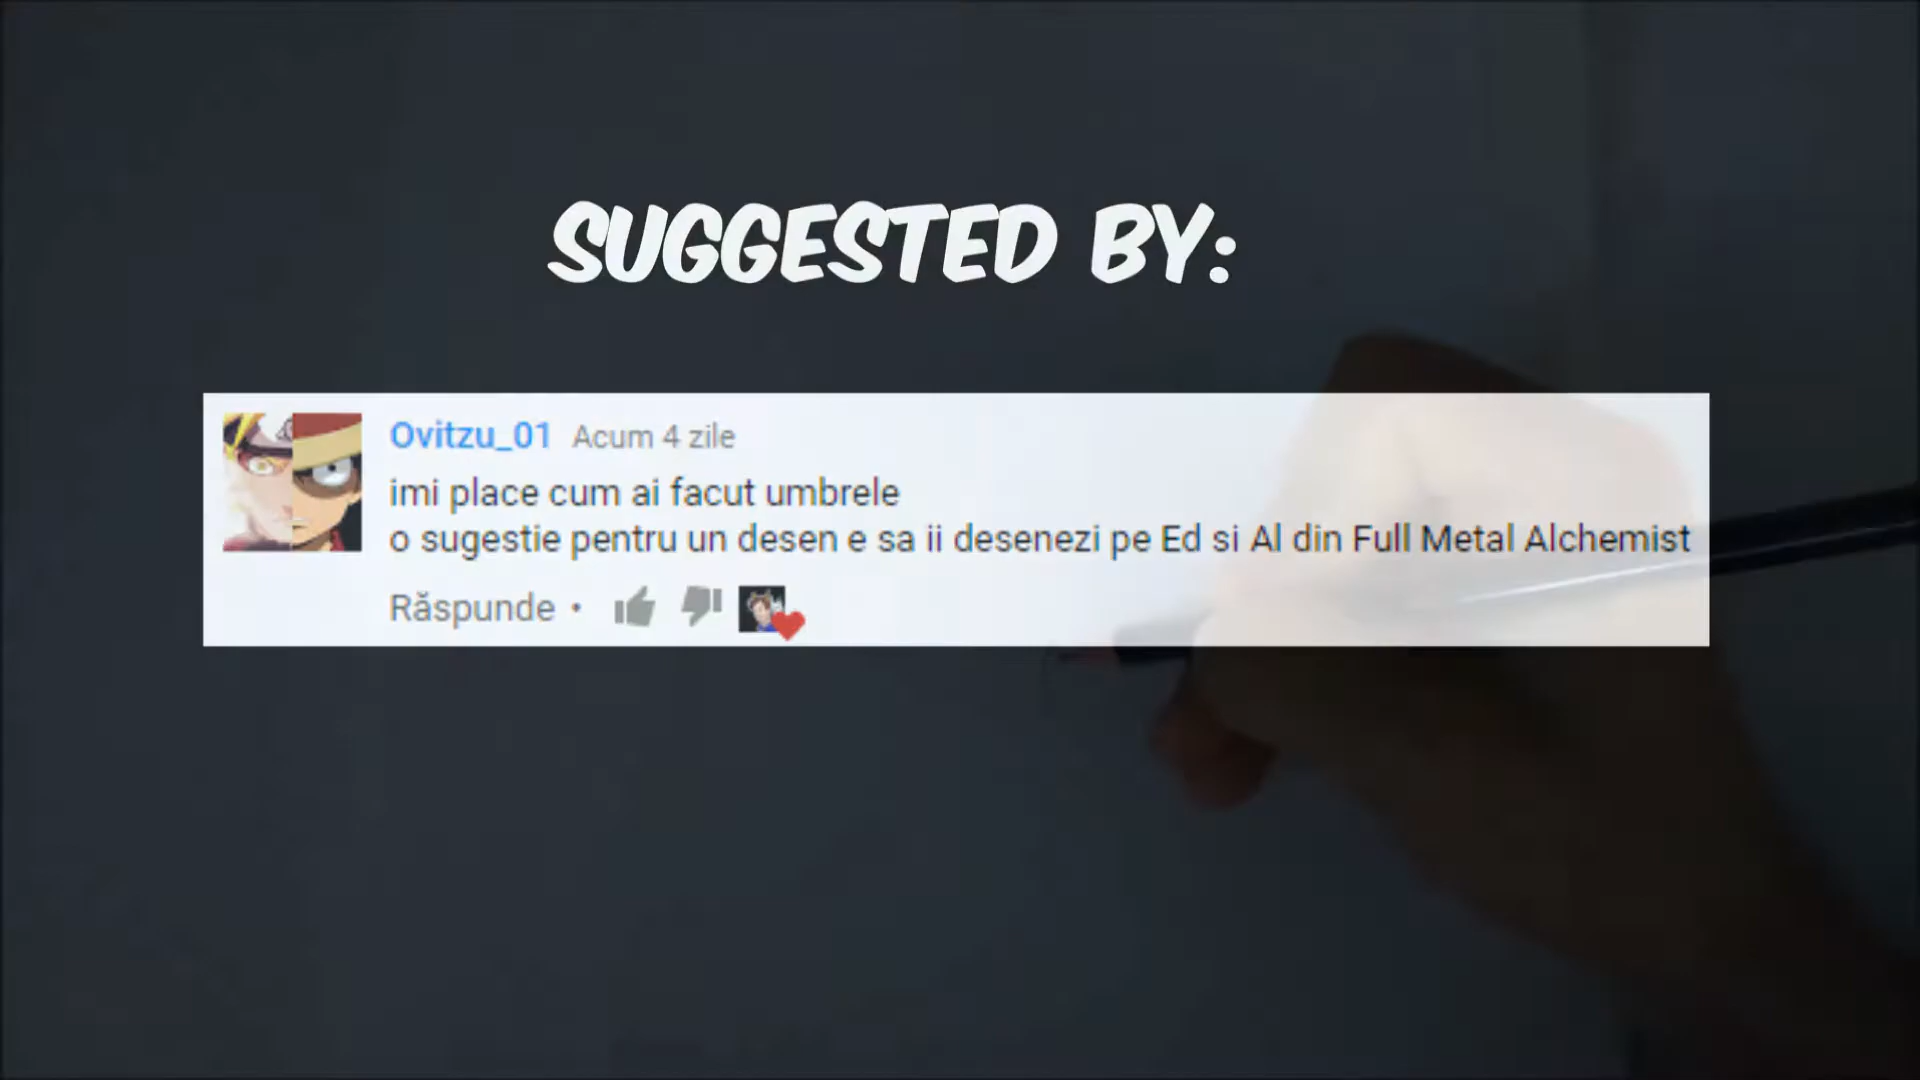 SUGGESTED BY:
Ovitzu_01 Acum 4 zile
imi place cum ai facut umbrele
o sugestie pentru un desen e sa ii desenezi pe Ed si Al din Full Metal Alchemist
Răspunde •